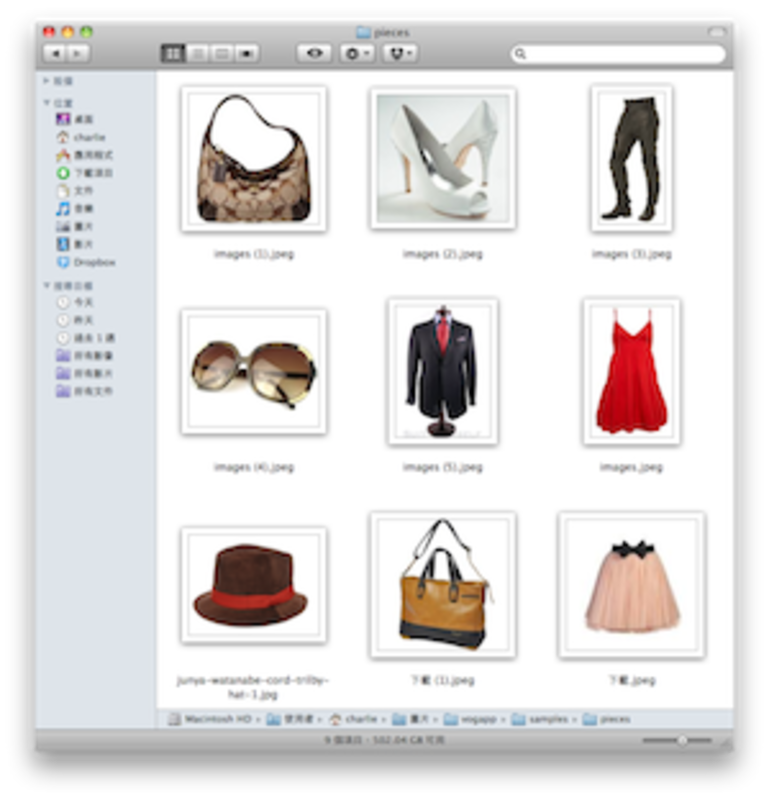 pieces
裝置
位置
桌面
charlie
應用程式
下載項目
文件
音樂
圖片
影片
Dropbox
搜尋目標
今天
昨天
過去 1 週
所有影像
所有影片
所有文件
images (1).jpeg
images (2).jpeg
images (3).jpeg
images (4).jpeg
images (5).jpeg
images.jpeg
junya-watanabe-cord-trilby-
hat-1.jpg
下載 (1).jpeg
下載.jpeg
Macintosh HD ▸ 使用者 ▸ charlie ▸ 圖片 ▸ vogapp ▸ samples ▸ pieces
9 個項目 - 502.04 GB 可用